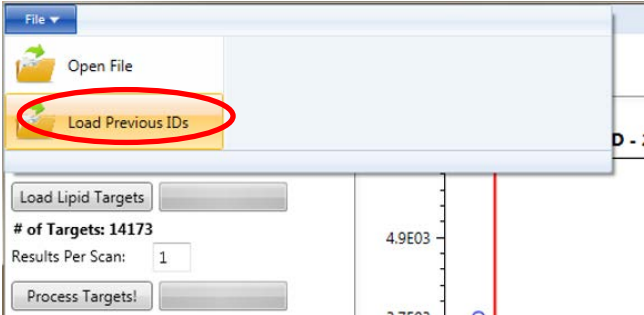 File
Open File
Load Previous IDs
D - 2
Load Lipid Targets
# of Targets: 14173
4.9E03
Results Per Scan: 1
Process Targets!